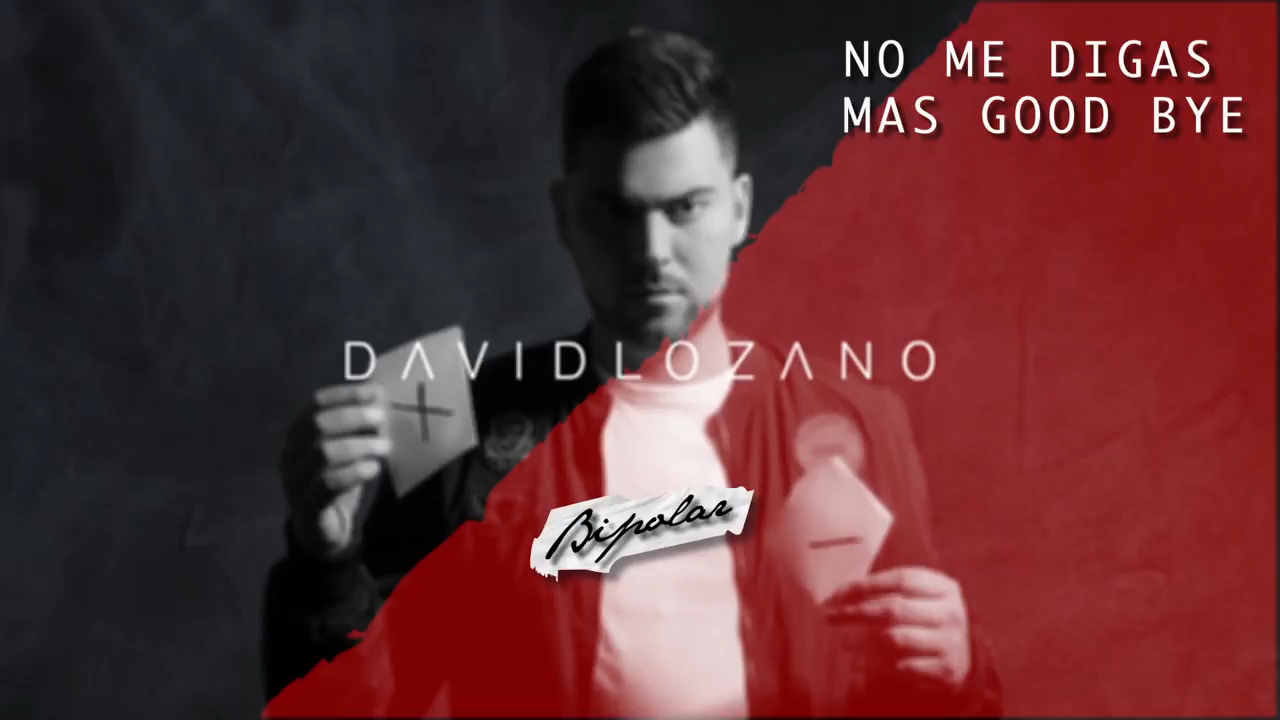 NO ME DIGAS
MAS GOOD BYE
DAVIDLOZANO
+
Bipolar
-